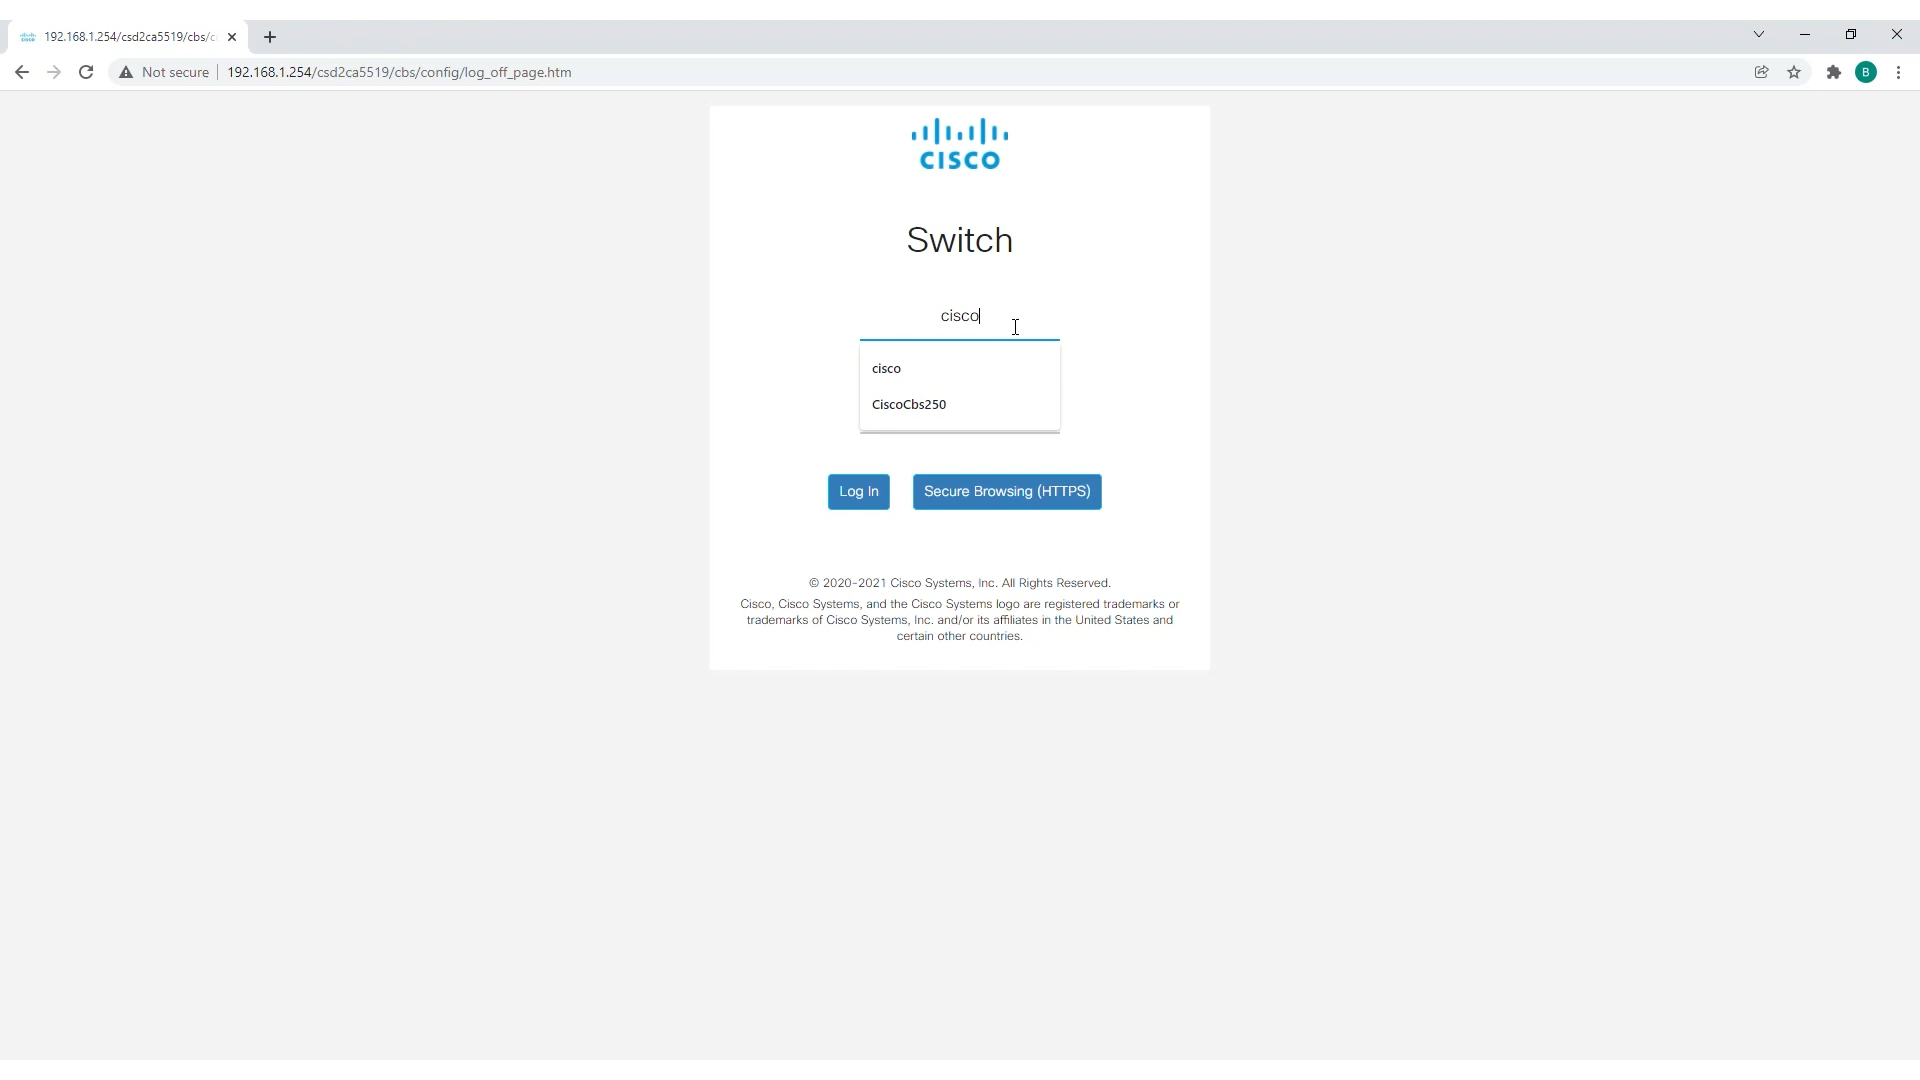 192.168.1.254/csd2ca5519/cbs/c
Not secure
192.168.1.254/csd2ca5519/cbs/config/log_off_page.htm
B
CISCO
Switch
cisco
cisco
CiscoCbs250
Log In
Secure Browsing (HTTPS)
© 2020-2021 Cisco Systems, Inc. All Rights Reserved.
Cisco, Cisco Systems, and the Cisco Systems logo are registered trademarks or
trademarks of Cisco Systems, Inc. and/or its affiliates in the United States and
certain other countries.